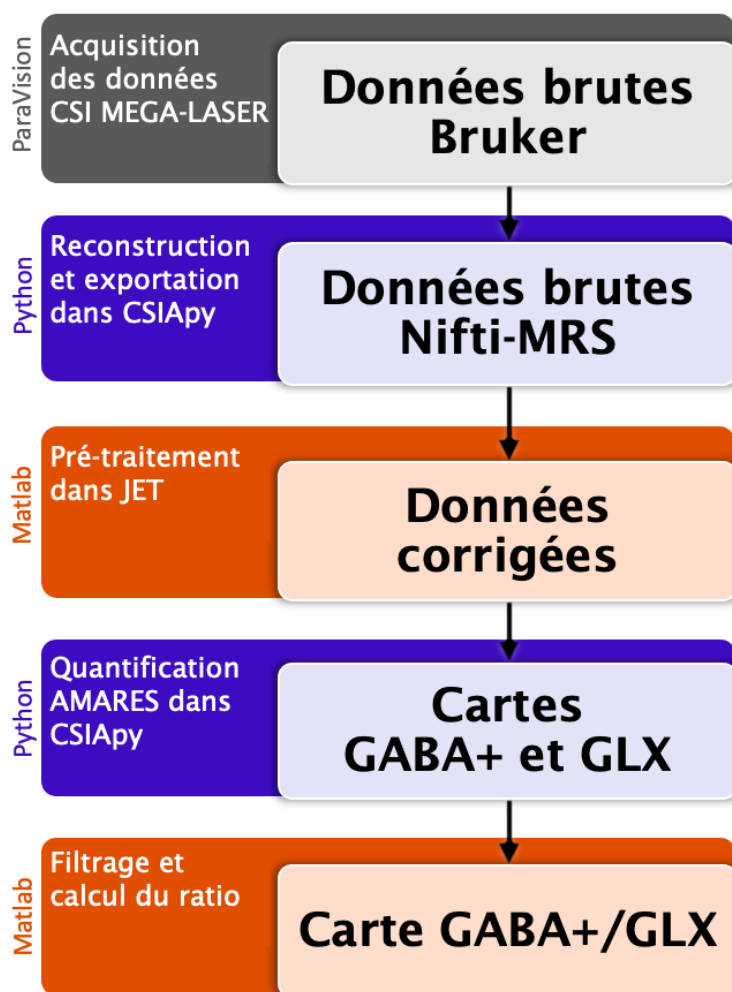 ParaVision
Acquisition
des données
CSI MEGA-LASER
Données brutes
Bruker
Python
Reconstruction
et exportation
dans CSIApy
Données brutes
Nifti-MRS
Matlab
Pré-traitement
dans JET
Données
corrigées
Python
Quantification
AMARES dans
CSIApy
Cartes
GABA+ et GLX
Matlab
Filtrage et
calcul du ratio
Carte GABA+/GLX